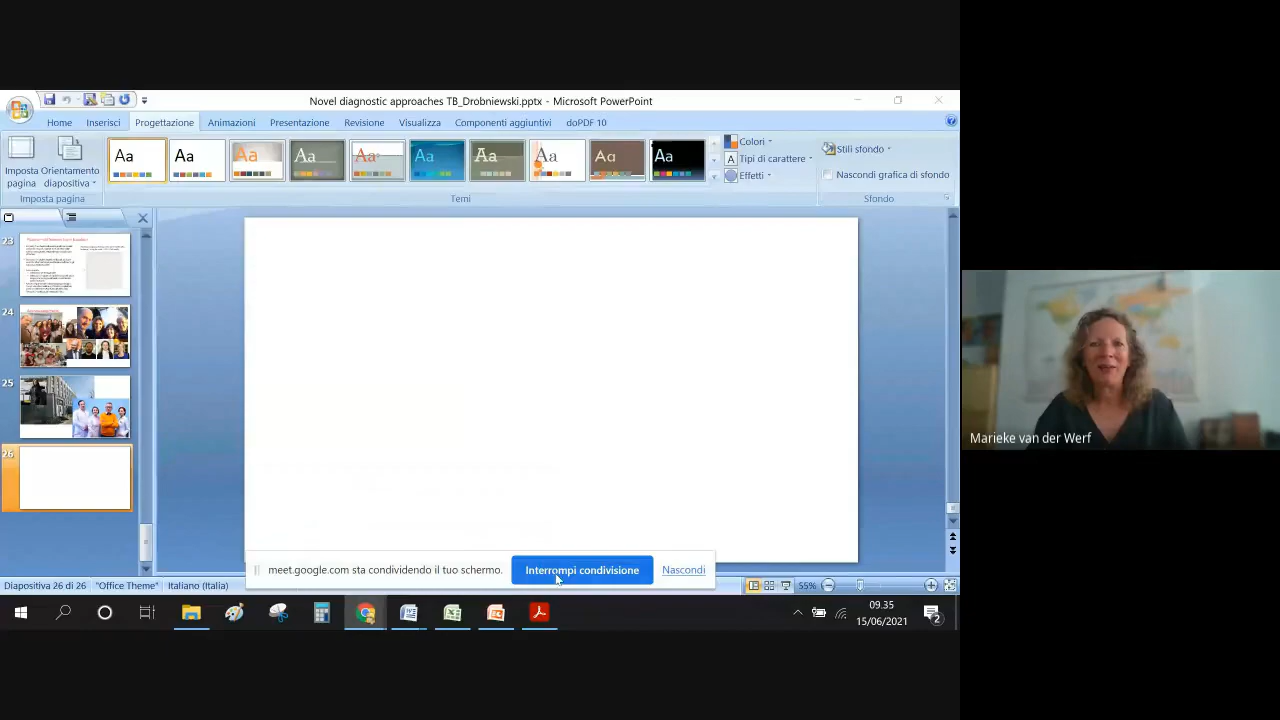 Novel diagnostic approaches TB_Drobniewski.pptx - Microsoft PowerPoint
Home Inserisci Progettazione Animazioni Presentazione Revisione Visualizza Componenti aggiuntivi doPDF 10
Imposta pagina
Orientamento diapositiva
Imposta pagina
Aa Aa Aa Aa Aa Aa Aa Aa Aa Aa
Temi
Colori
Tipi di carattere
Effetti
Stili sfondo
Nascondi grafica di sfondo
Sfondo
23
24
25
26
Marieke van der Werf
meet.google.com sta condividendo il tuo schermo. Interrompi condivisione Nascondi
Diapositiva 26 di 26 "Office Theme" Italiano (Italia) 55%
09.35
15/06/2021
2